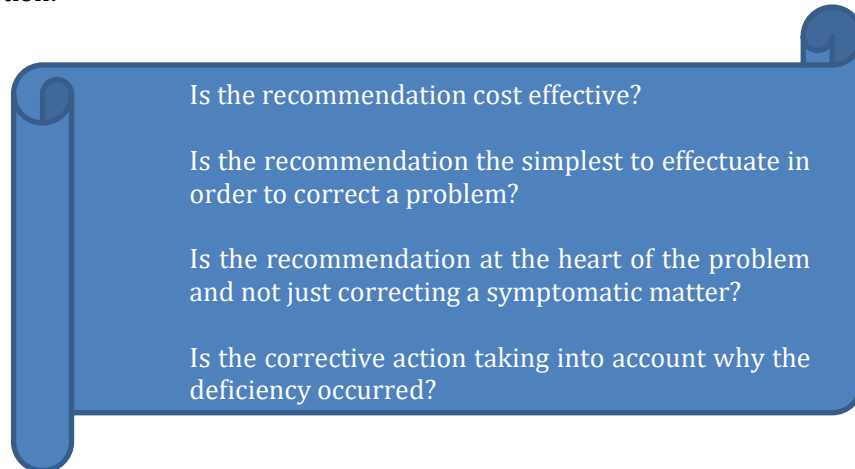 Is the recommendation cost effective?
Is the recommendation the simplest to effectuate in
order to correct a problem?
Is the recommendation at the heart of the problem
and not just correcting a symptomatic matter?
Is the corrective action taking into account why the
deficiency occurred?